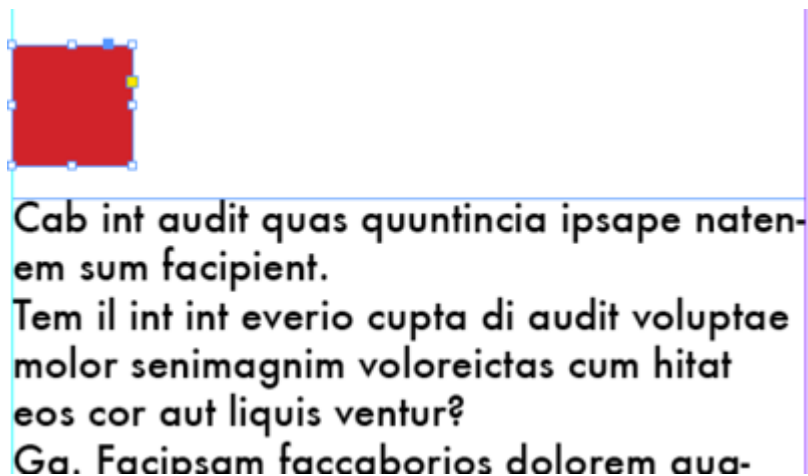 Cab int audit quas quuntincia ipsape naten-
em sum facipient.
Tem il int int everio cupta di audit voluptae
molor senimagnim voloreictas cum hitat
eos cor aut liquis ventur?
Ga. Facipsam faccaborios dolorem qua-